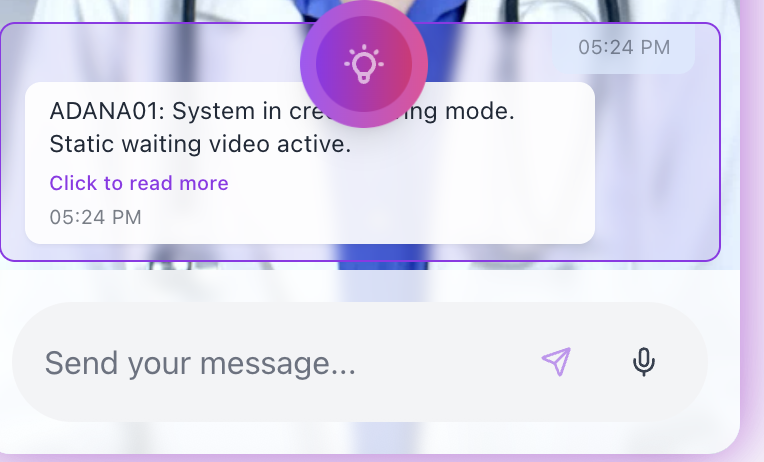 05:24 PM
ADANA01: System in ing mode.
Static waiting video active.
Click to read more
05:24 PM
Send your message...